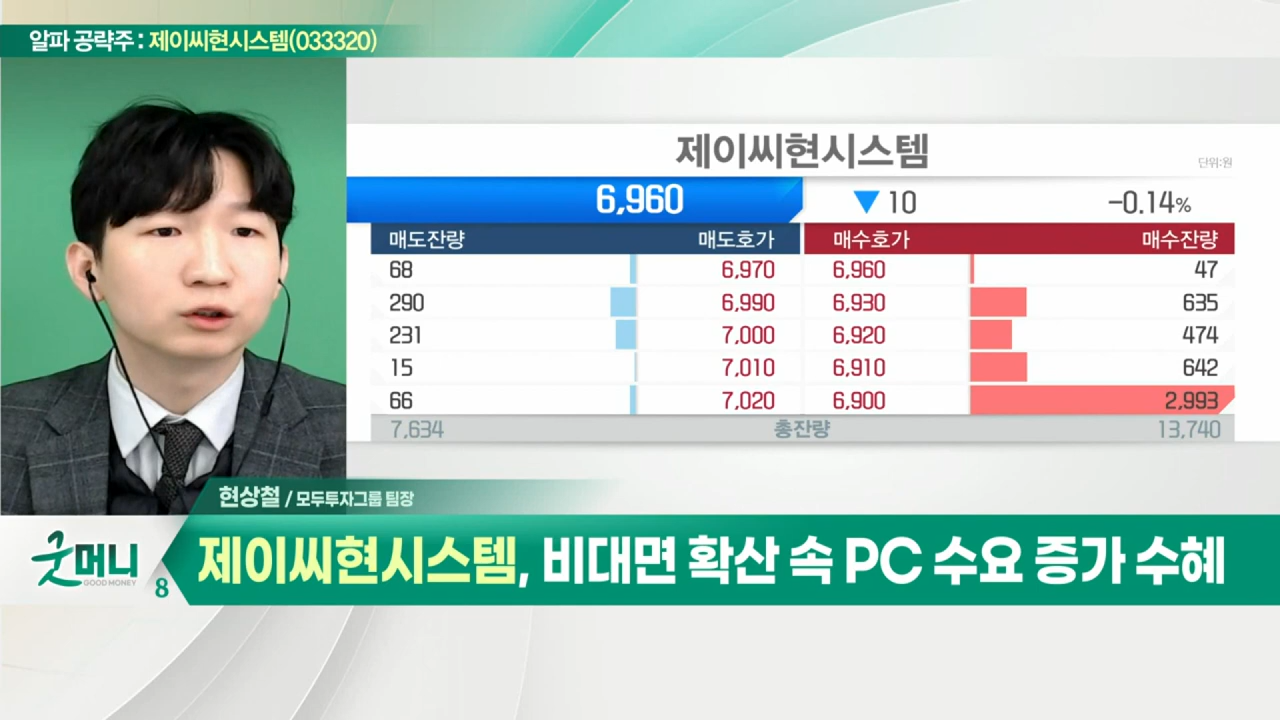 알파 공략주 : 제이씨현시스템(033320)
제이씨현시스템
단위:원
6,960 ▼ 10 -0.14%
매도잔량 매도호가 매수호가 매수잔량
68 6,970 6,960 47
290 6,990 6,930 635
231 7,000 6,920 474
15 7,010 6,910 642
66 7,020 6,900 2,993
7,634 총잔량 13,740
현상철 / 모두투자그룹 팀장
굿머니
GOOD MONEY
8
제이씨현시스템, 비대면 확산 속 PC 수요 증가 수혜